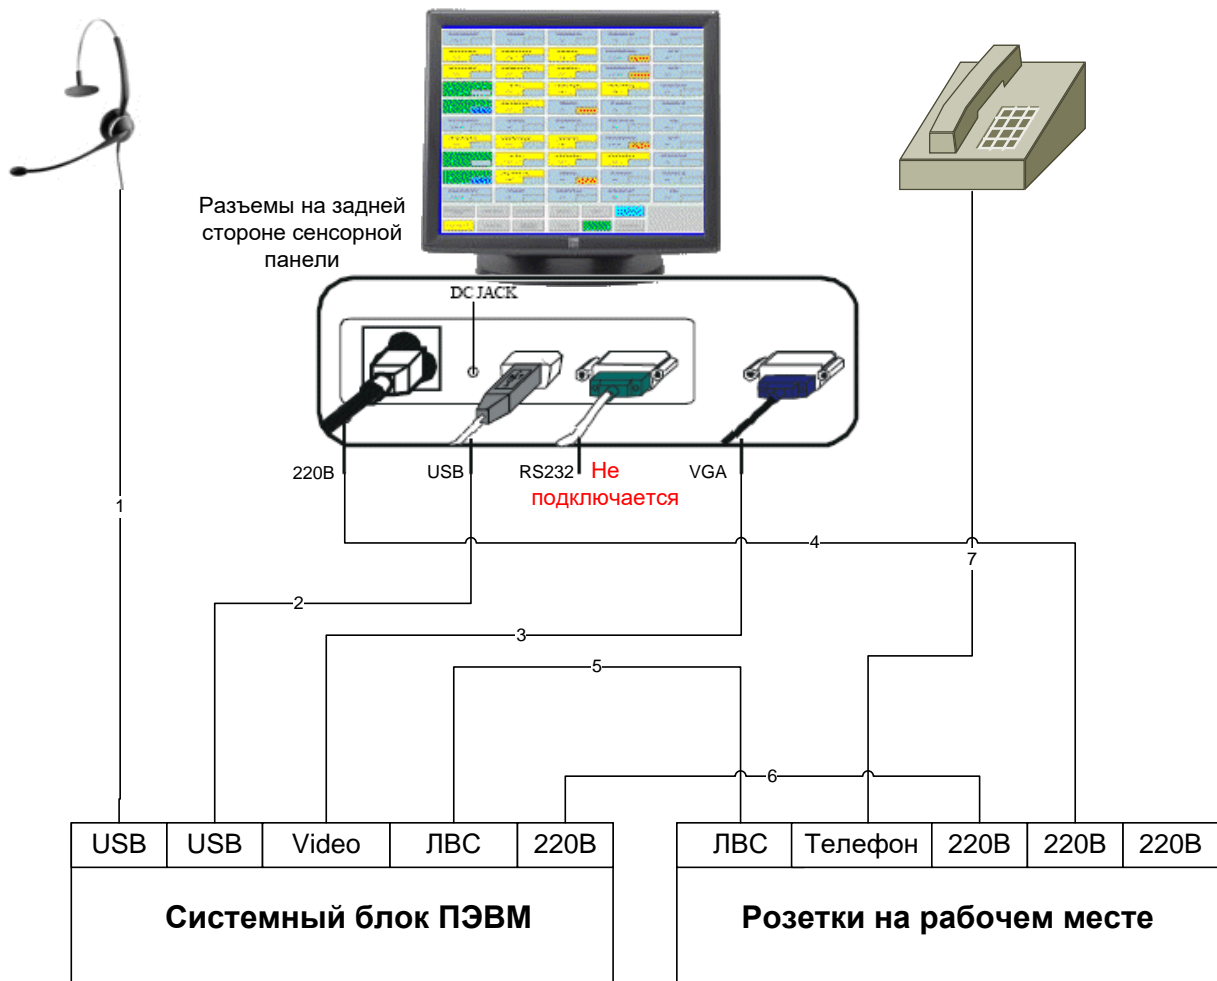 Разъемы на задней
стороне сенсорной
панели
DC JACK
220В
USB
RS232
Не
подключается
VGA
1
4
7
2
3
5
6
USB
USB
Video
ЛВС
220В
ЛВС
Телефон
220В
220В
220В
Системный блок ПЭВМ
Розетки на рабочем месте